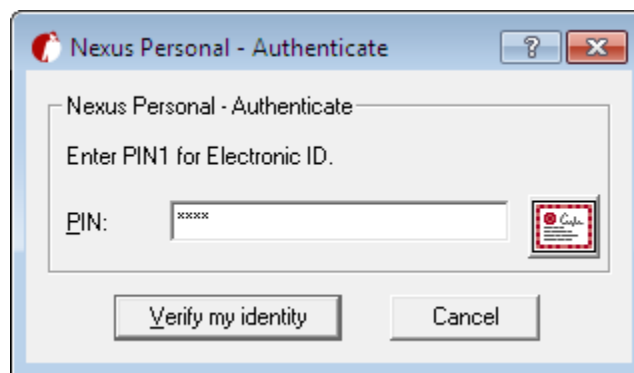 Nexus Personal - Authenticate
Nexus Personal - Authenticate
Enter PIN1 for Electronic ID.
PIN: ××××
Verify my identity Cancel